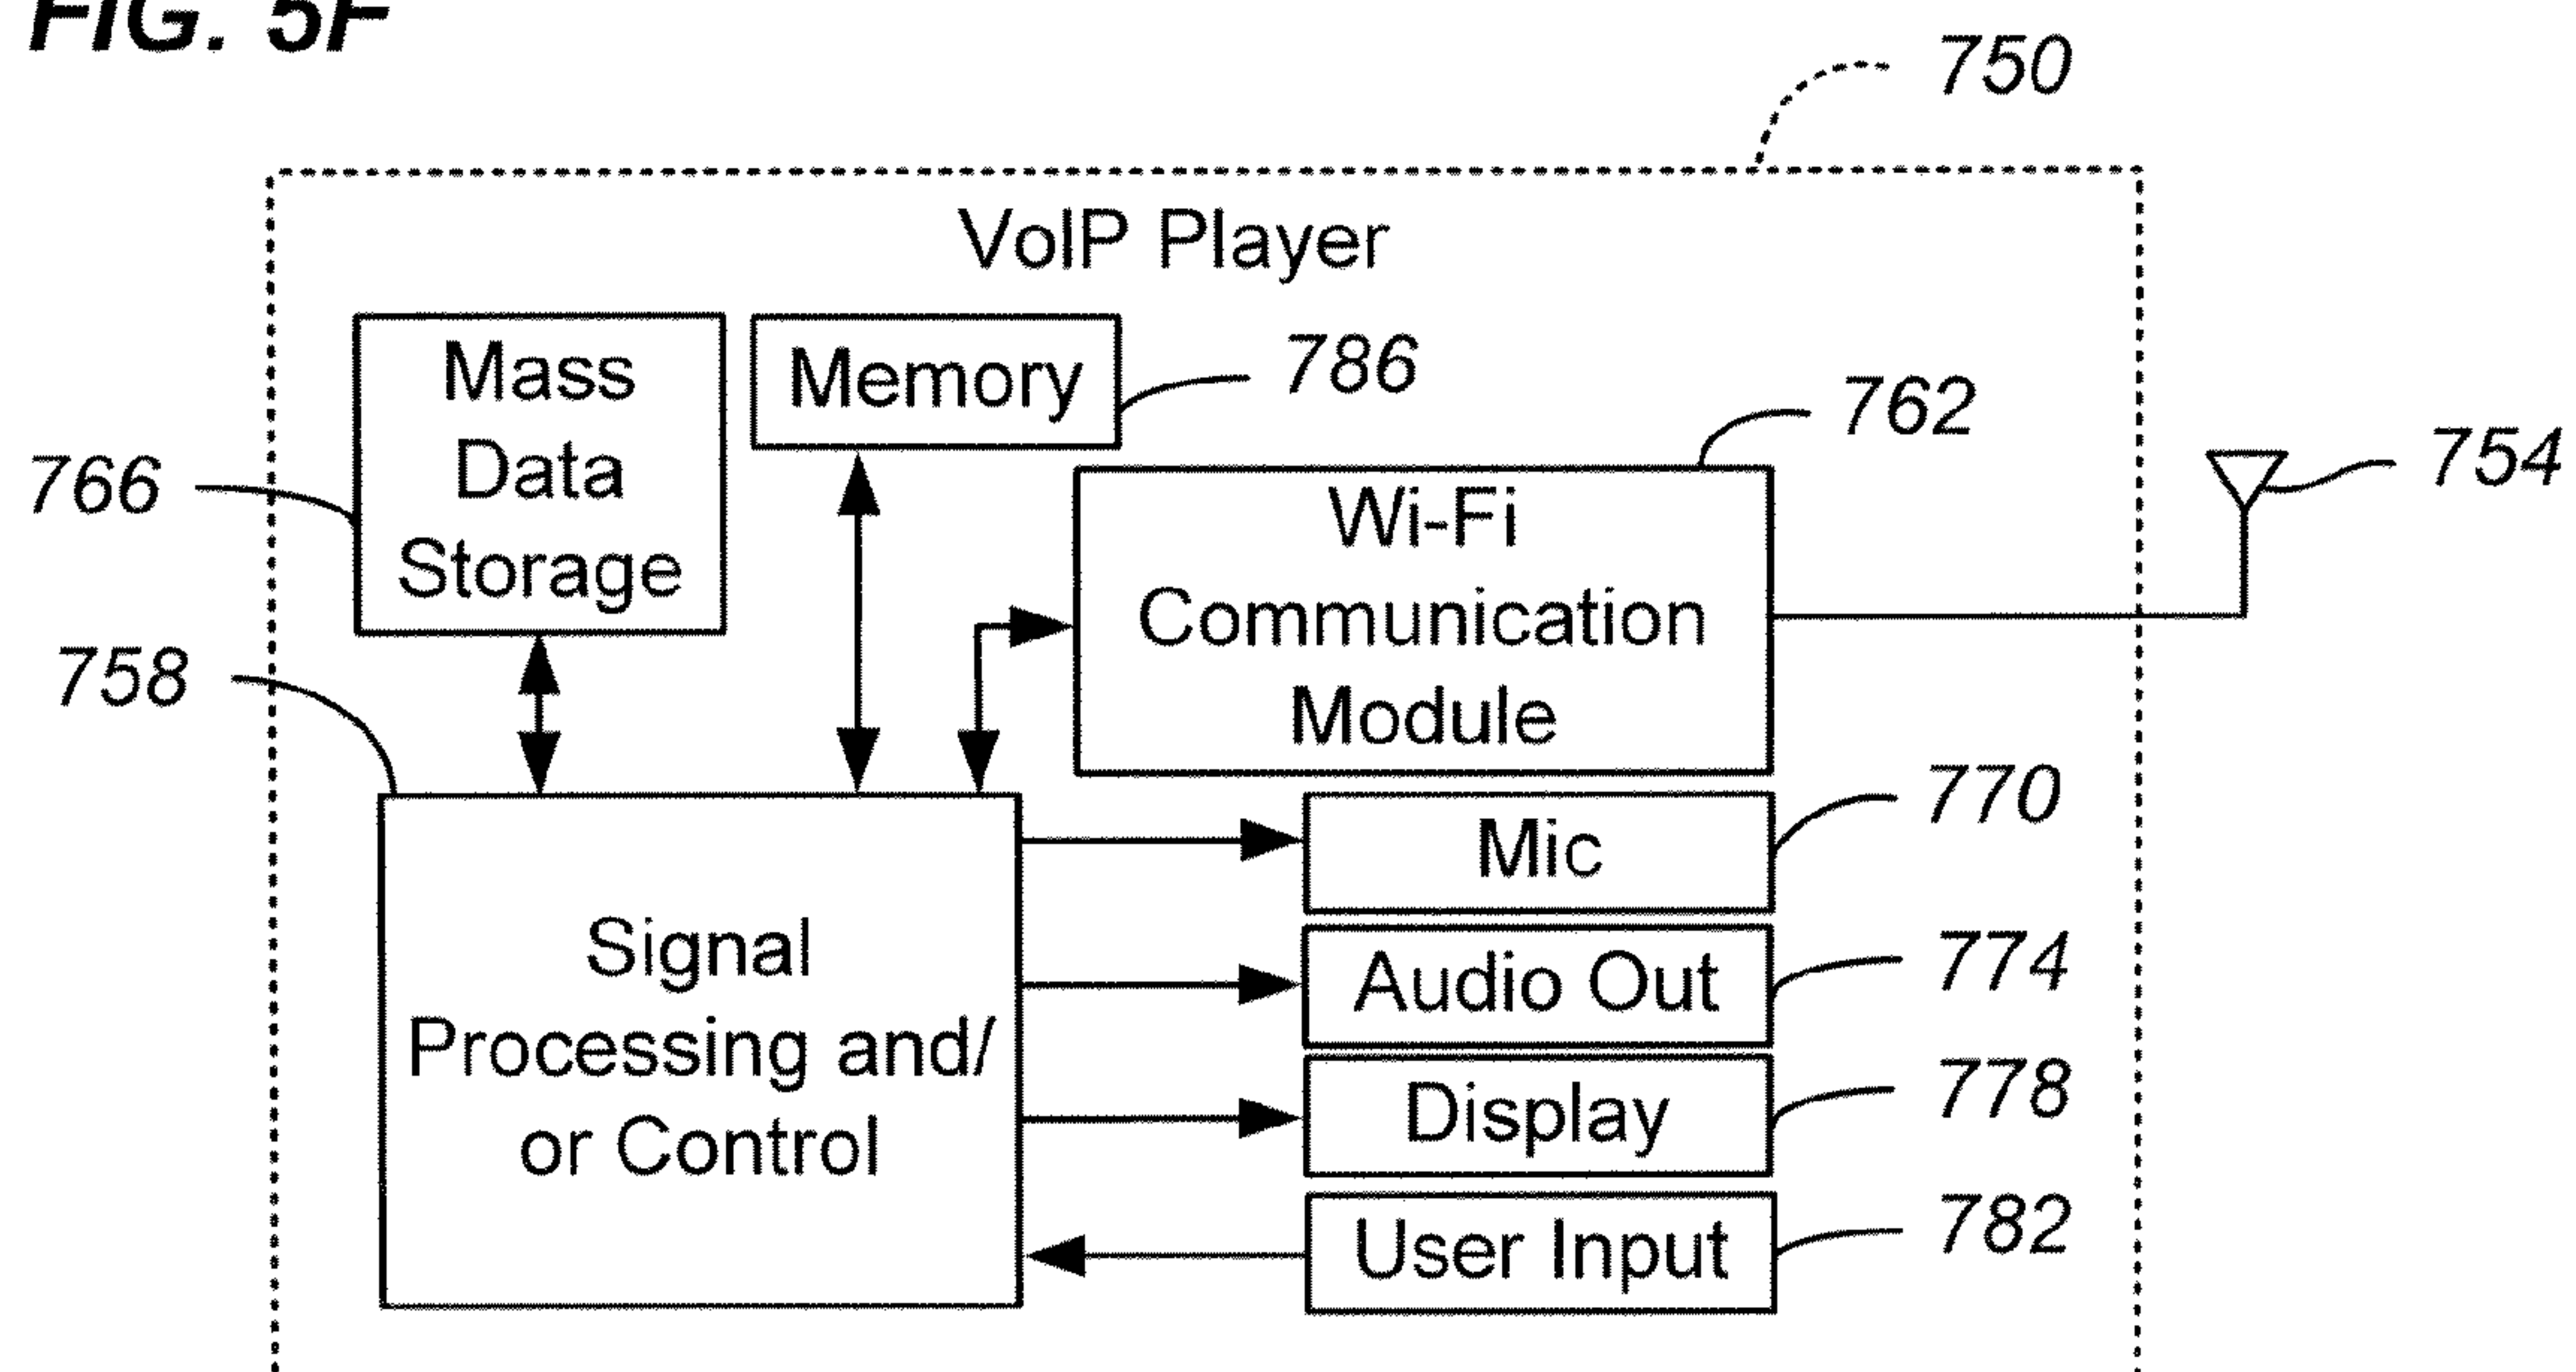 FIG. 5F
750
VoIP Player
Mass
Data
Storage
766
Memory
786
Wi-Fi
Communication
Module
762
754
758
Signal
Processing and/
or Control
Mic
770
Audio Out
774
Display
778
User Input
782